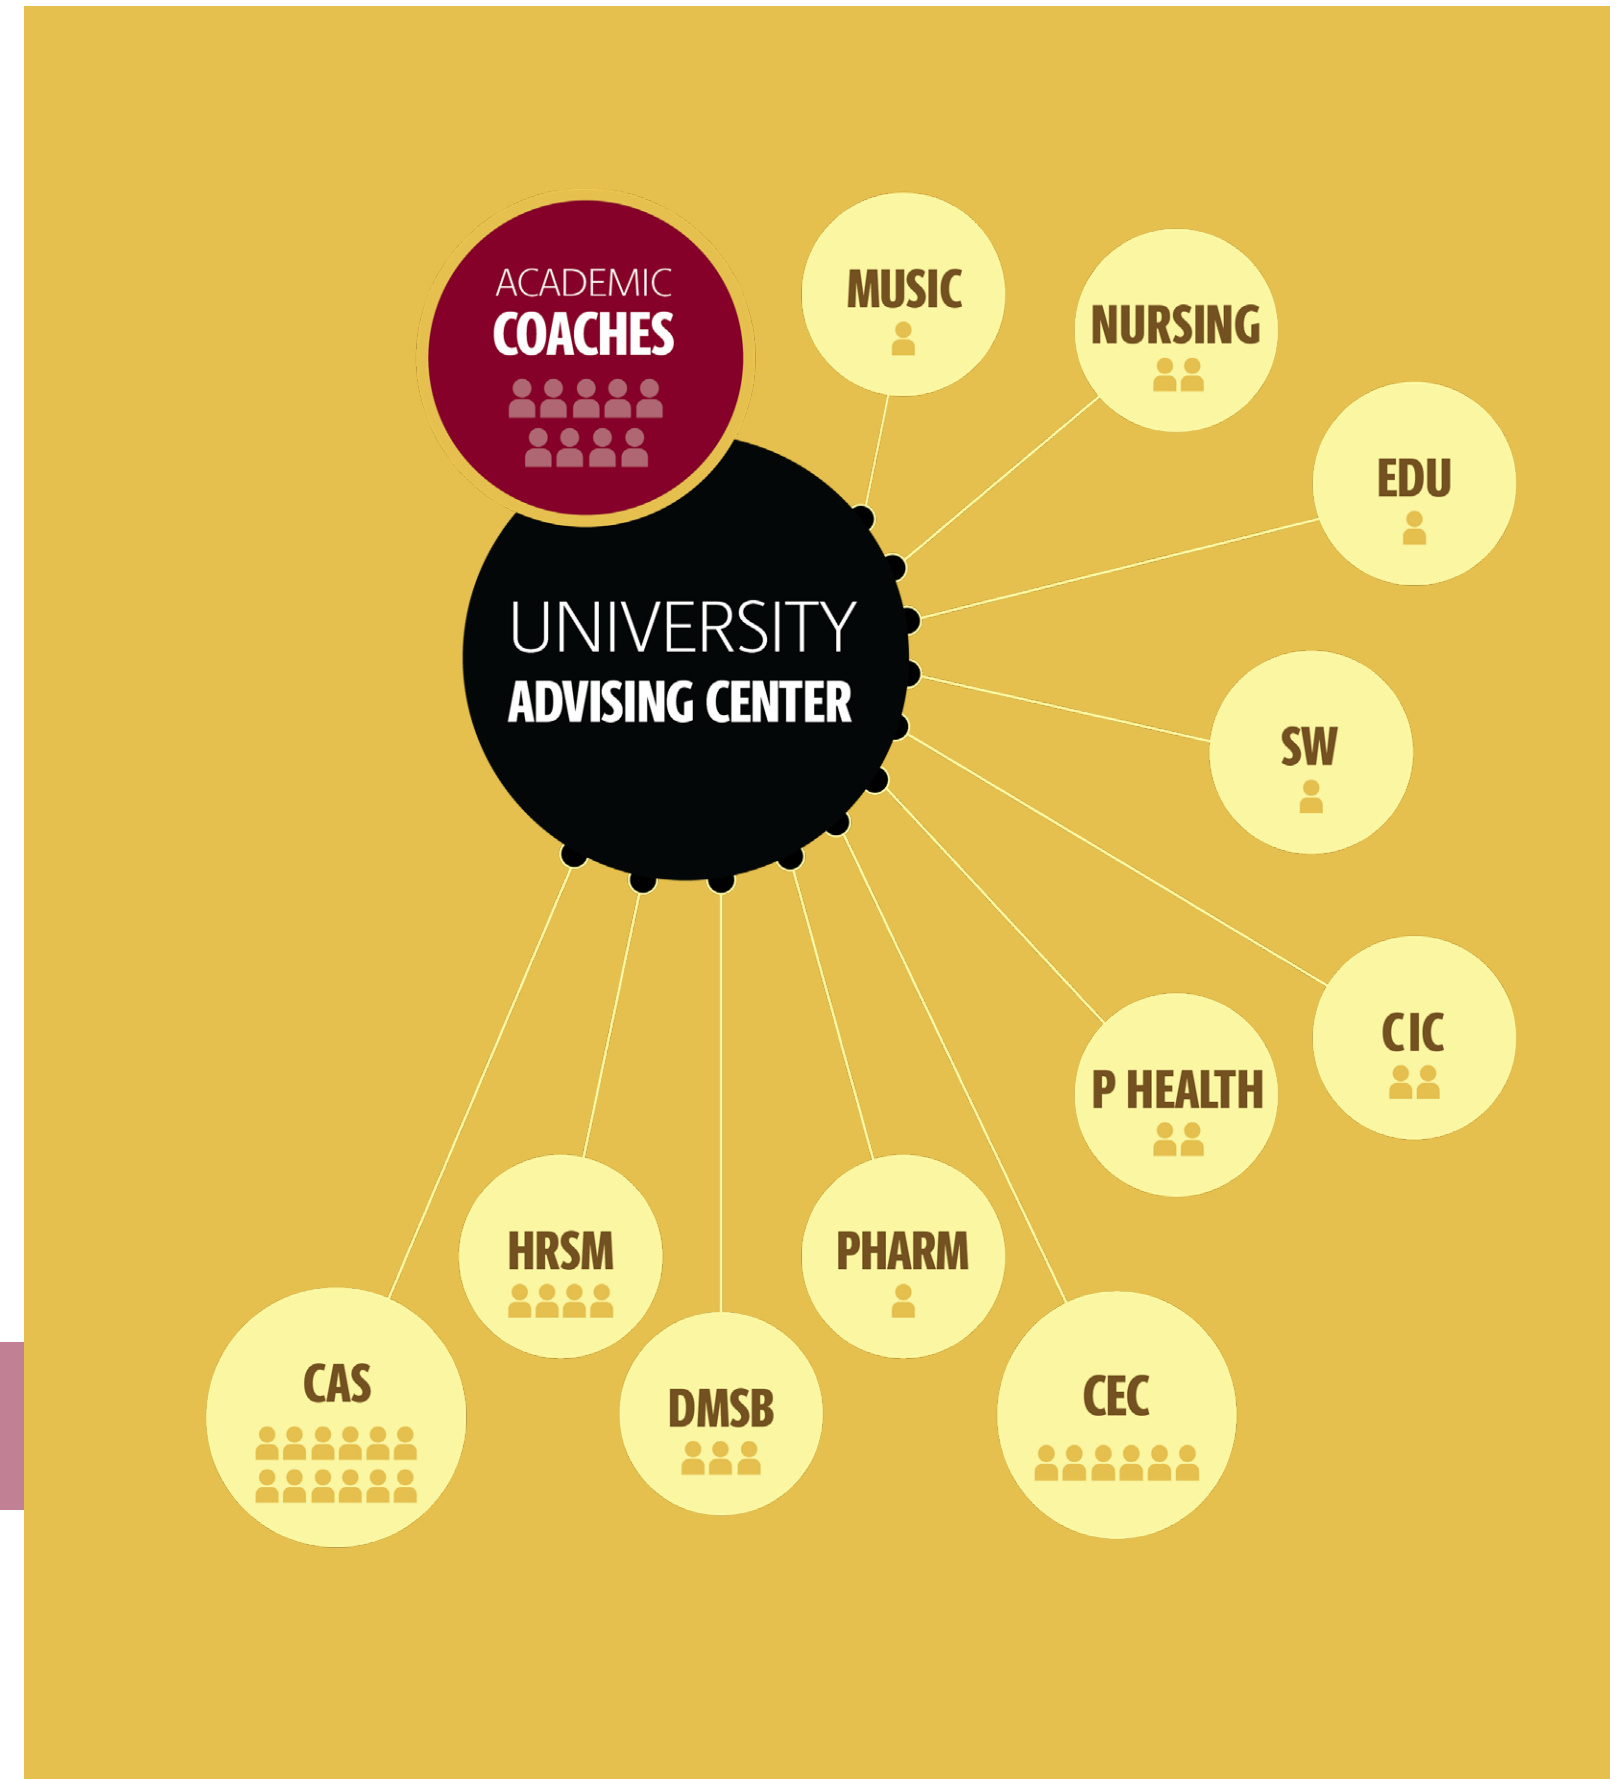 ACADEMIC
COACHES
MUSIC
NURSING
EDU
UNIVERSITY
ADVISING CENTER
SW
CIC
P HEALTH
HRSM
PHARM
CAS
DMSB
CEC